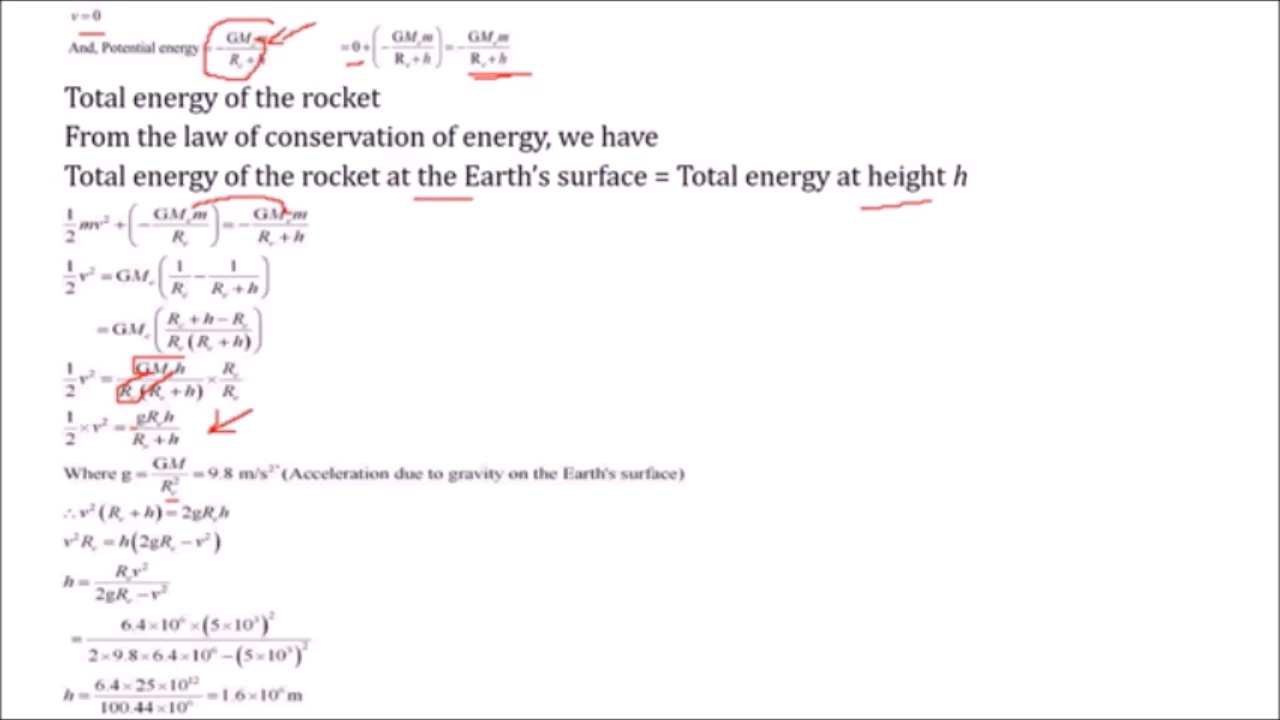 v = 0
And, Potential energy = -GMₑm/(Rₑ+h) = 0 + (-GMₑm/(Rₑ+h)) = -GMₑm/(Rₑ+h)
Total energy of the rocket
From the law of conservation of energy, we have
Total energy of the rocket at the Earth's surface = Total energy at height h
1/2 mv² + (-GMₑm/Rₑ) = -GMₑm/(Rₑ+h)
1/2 v² = GMₑ(1/Rₑ - 1/(Rₑ+h))
= GMₑ((Rₑ+h-Rₑ)/(Rₑ(Rₑ+h)))
1/2 v² = GMₑh/(Rₑ(Rₑ+h)) × Rₑ/Rₑ
1/2 × v² = gRₑh/(Rₑ+h)
Where g = GM/Rₑ² = 9.8 m/s² (Acceleration due to gravity on the Earth's surface)
∴ v²(Rₑ+h) = 2gRₑh
v²Rₑ = h(2gRₑ - v²)
h = Rₑv²/(2gRₑ - v²)
= 6.4×10⁶×(5×10³)²/(2×9.8×6.4×10⁶-(5×10³)²)
h = 6.4×25×10¹²/(100.44×10⁶) = 1.6×10⁶ m